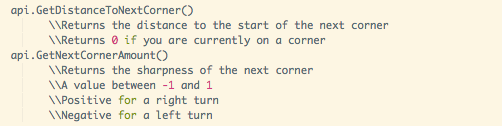 api.GetDistanceToNextCorner()
\\Returns the distance to the start of the next corner
\\Returns 0 if you are currently on a corner
api.GetNextCornerAmount()
\\Returns the sharpness of the next corner
\\A value between -1 and 1
\\Positive for a right turn
\\Negative for a left turn